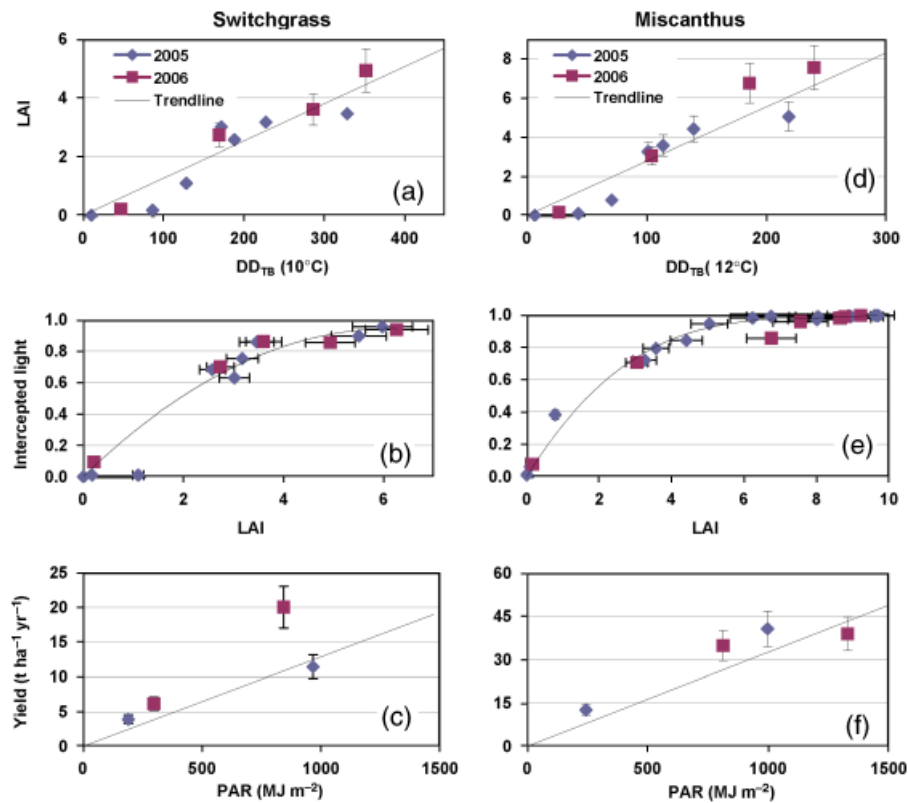 Switchgrass
Miscanthus
6
4
2
0
LAI
2005
2006
Trendline
(a)
0 100 200 300 400
DD_TB (10°C)
8
6
4
2
0
2005
2006
Trendline
(d)
0 100 200 300
DD_TB( 12°C)
1.0
0.8
0.6
0.4
0.2
0.0
Intercepted light
(b)
0 2 4 6
LAI
1.0
0.8
0.6
0.4
0.2
0.0
(e)
0 2 4 6 8 10
LAI
25
20
15
10
5
0
Yield (t ha⁻¹ yr⁻¹)
(c)
0 500 1000 1500
PAR (MJ m⁻²)
60
45
30
15
0
(f)
0 500 1000 1500
PAR (MJ m⁻²)